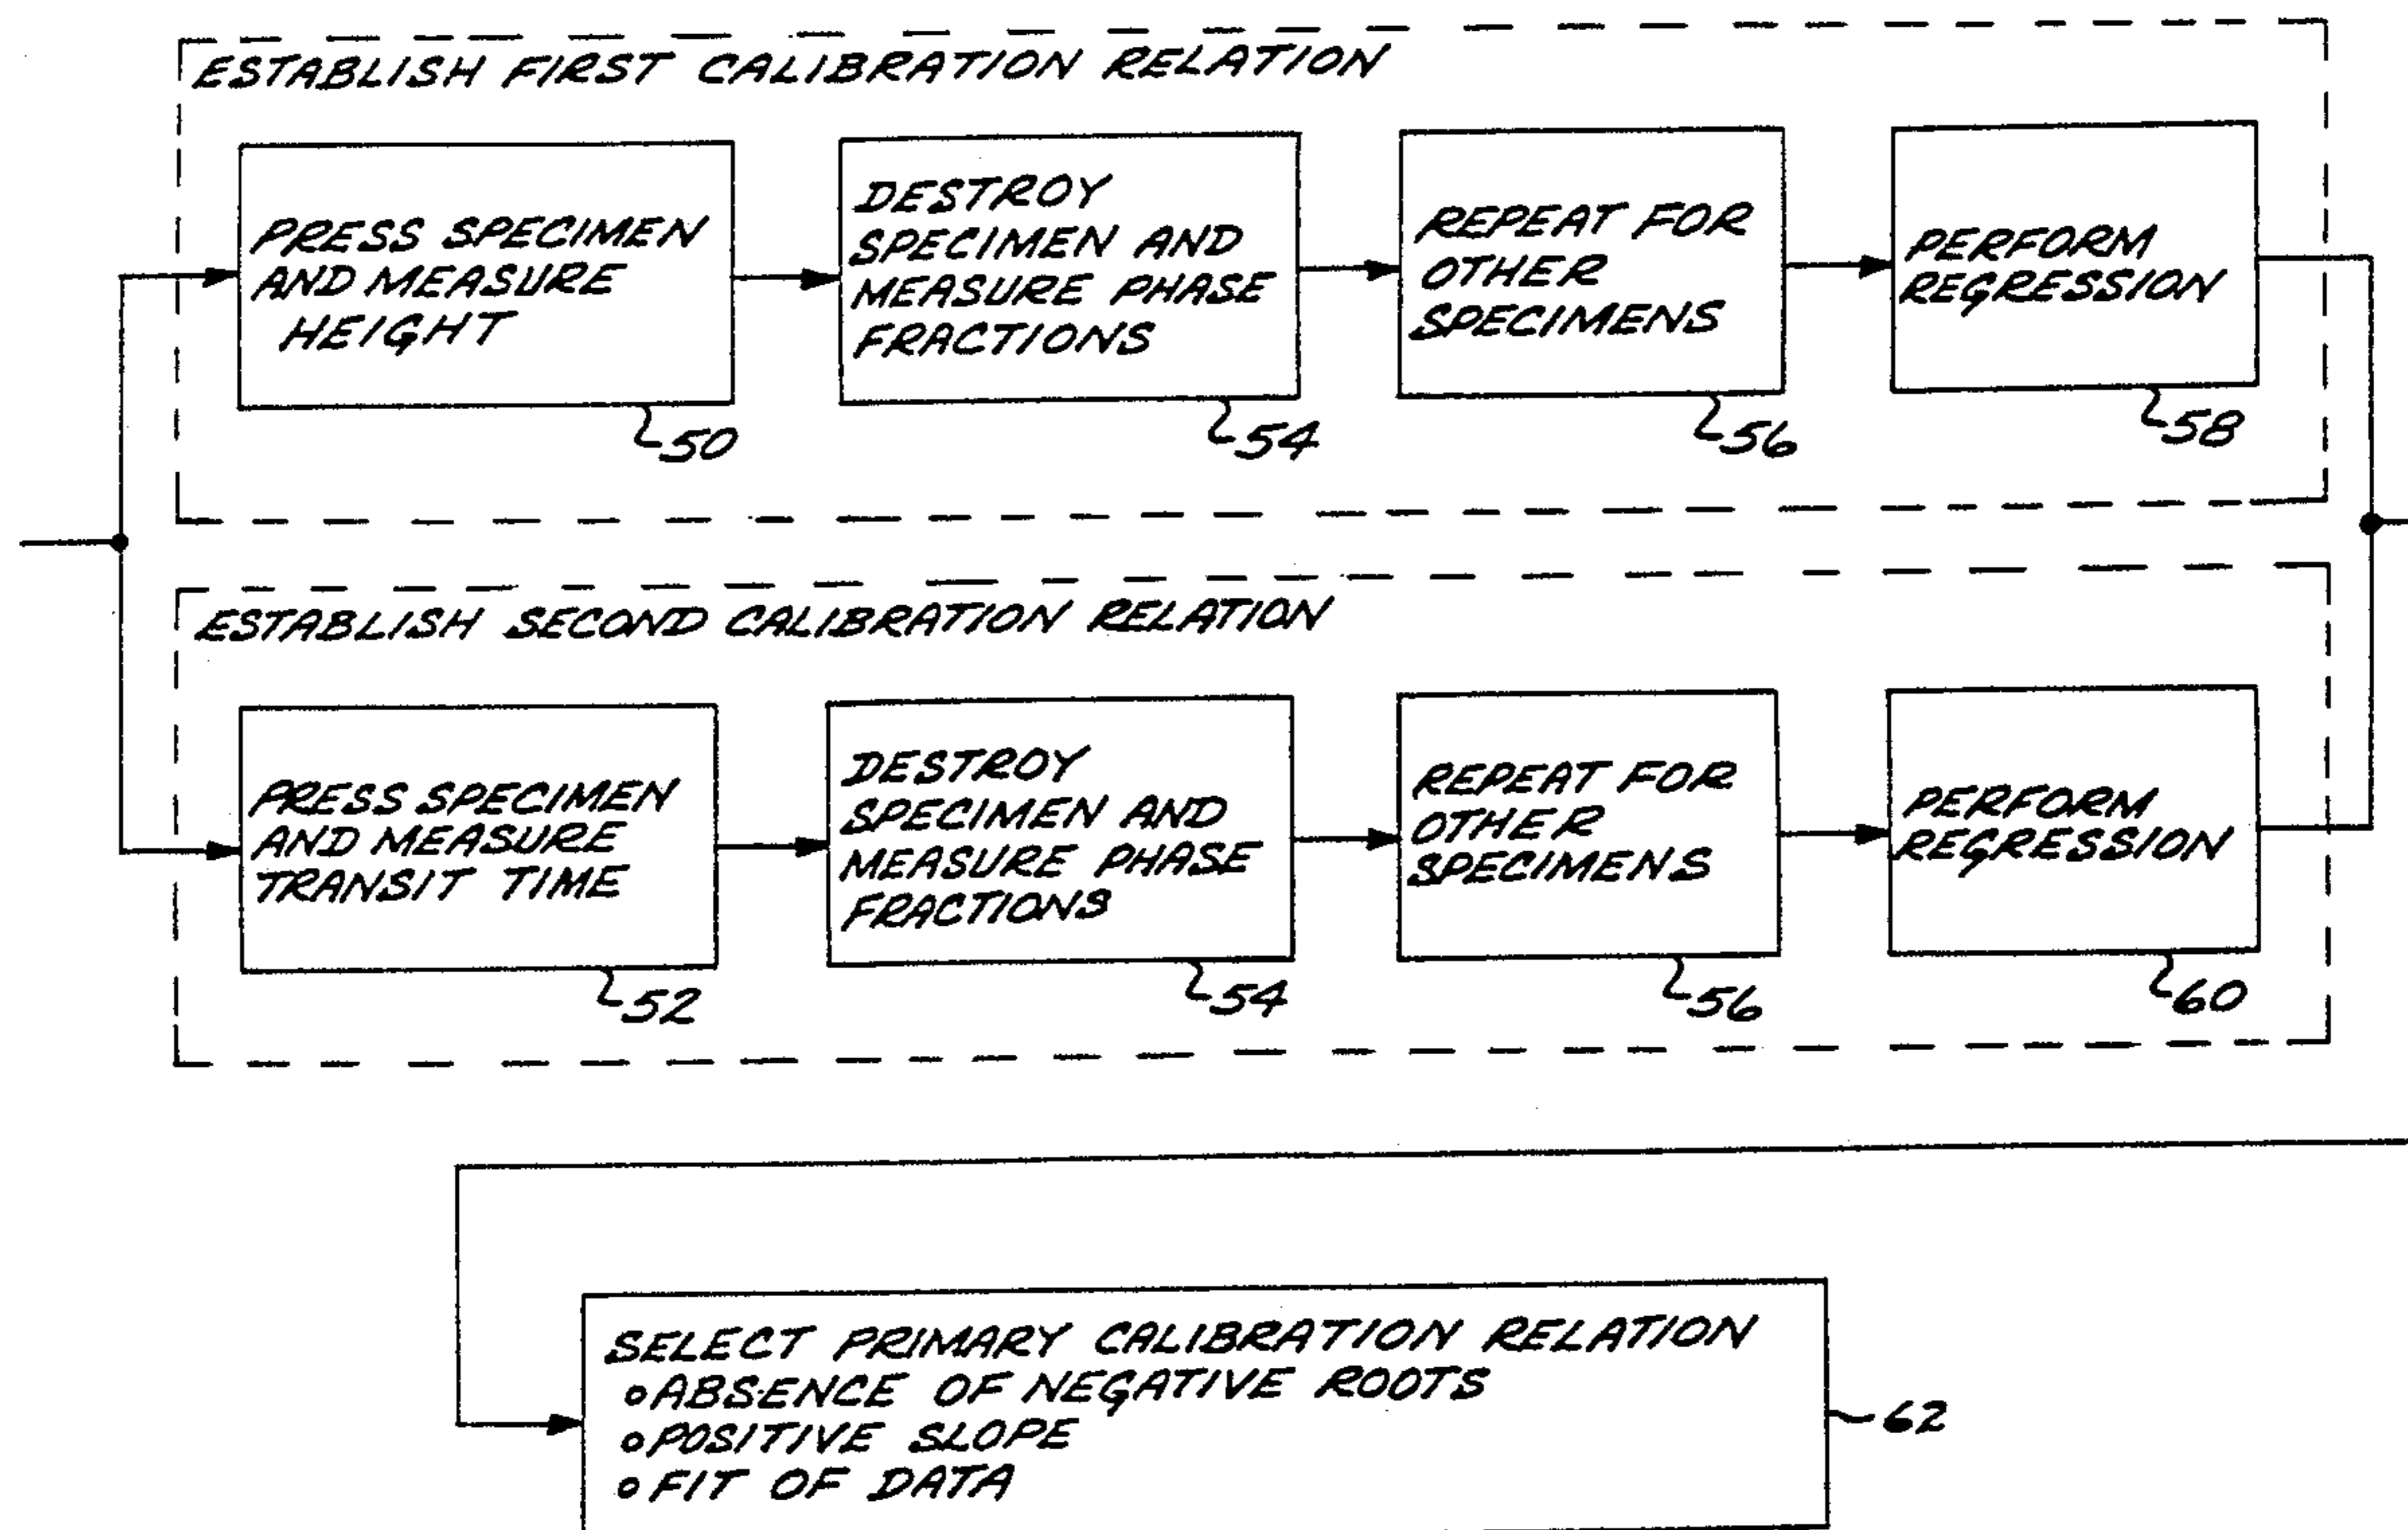 ESTABLISH FIRST CALIBRATION RELATION
PRESS SPECIMEN
AND MEASURE
HEIGHT
50
DESTROY
SPECIMEN AND
MEASURE PHASE
FRACTIONS
54
REPEAT FOR
OTHER
SPECIMENS
56
PERFORM
REGRESSION
58
ESTABLISH SECOND CALIBRATION RELATION
PRESS SPECIMEN
AND MEASURE
TRANSIT TIME
52
DESTROY
SPECIMEN AND
MEASURE PHASE
FRACTIONS
54
REPEAT FOR
OTHER
SPECIMENS
56
PERFORM
REGRESSION
60
SELECT PRIMARY CALIBRATION RELATION
o ABSENCE OF NEGATIVE ROOTS
o POSITIVE SLOPE
o FIT OF DATA
62